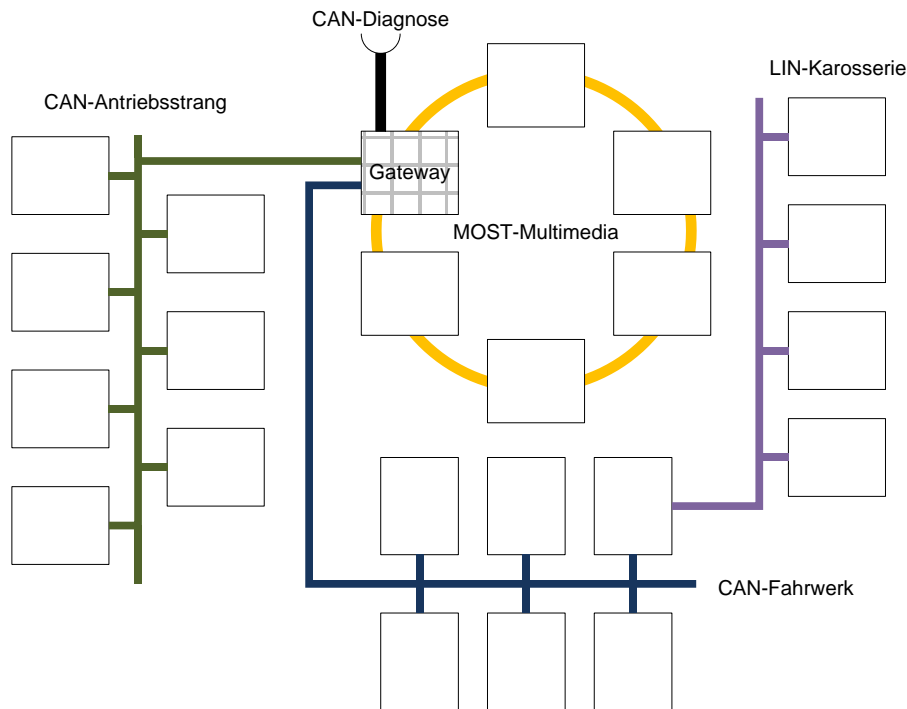 CAN-Diagnose
LIN-Karosserie
CAN-Antriebsstrang
Gateway
MOST-Multimedia
CAN-Fahrwerk